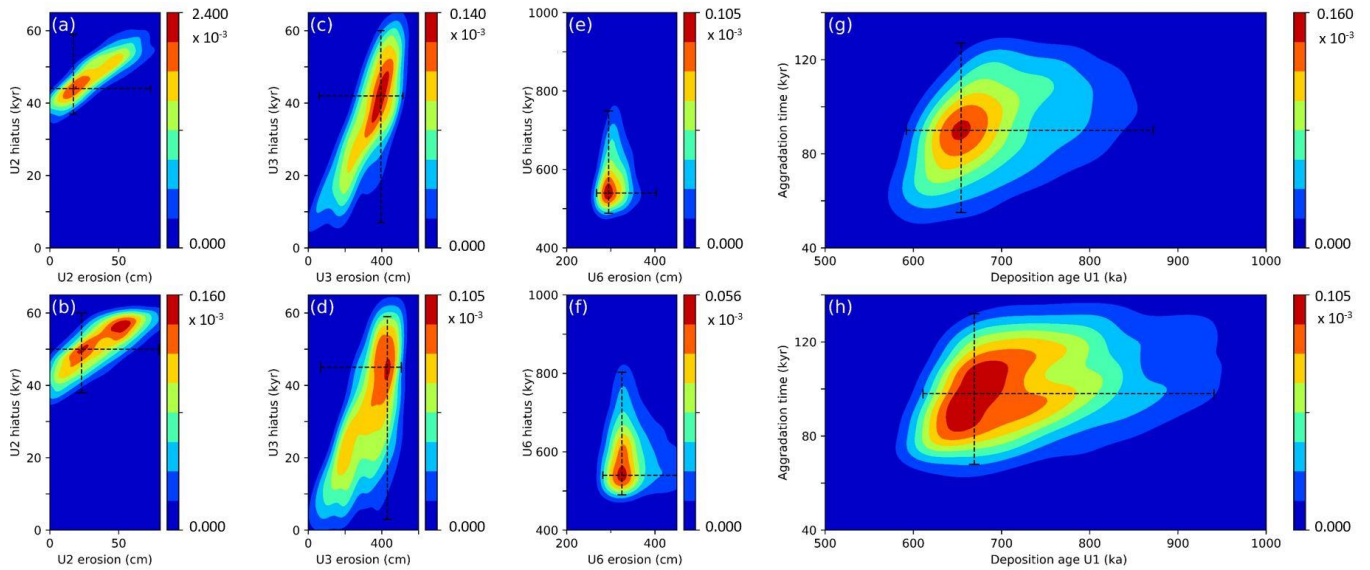 (a)
60
40
20
0
U2 hiatus (kyr)
0
50
U2 erosion (cm)
2.400
x 10⁻³
0.000
(c)
60
40
20
0
U3 hiatus (kyr)
0
400
U3 erosion (cm)
0.140
x 10⁻³
0.000
(e)
1000
800
600
400
U6 hiatus (kyr)
200
400
U6 erosion (cm)
0.105
x 10⁻³
0.000
(g)
120
80
40
Aggradation time (kyr)
500 600 700 800 900 1000
Deposition age U1 (ka)
0.160
x 10⁻³
0.000
(b)
60
40
20
0
U2 hiatus (kyr)
0
50
U2 erosion (cm)
0.160
x 10⁻³
0.000
(d)
60
40
20
0
U3 hiatus (kyr)
0
400
U3 erosion (cm)
0.105
x 10⁻³
0.000
(f)
1000
800
600
400
U6 hiatus (kyr)
200
400
U6 erosion (cm)
0.056
x 10⁻³
0.000
(h)
120
80
40
Aggradation time (kyr)
500 600 700 800 900 1000
Deposition age U1 (ka)
0.105
x 10⁻³
0.000